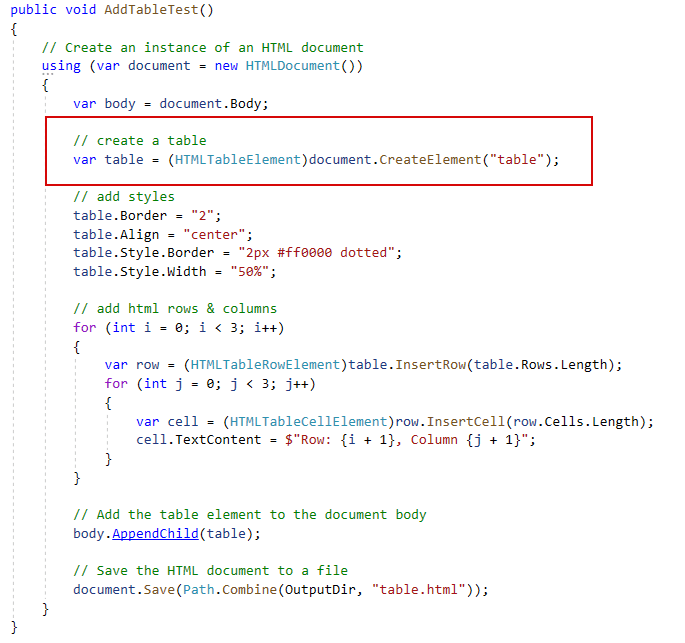 public void AddTableTest()
{
    // Create an instance of an HTML document
    using (var document = new HTMLDocument())
    {
        var body = document.Body;

        // create a table
        var table = (HTMLTableElement)document.CreateElement("table");

        // add styles
        table.Border = "2";
        table.Align = "center";
        table.Style.Border = "2px #ff0000 dotted";
        table.Style.Width = "50%";

        // add html rows & columns
        for (int i = 0; i < 3; i++)
        {
            var row = (HTMLTableRowElement)table.InsertRow(table.Rows.Length);
            for (int j = 0; j < 3; j++)
            {
                var cell = (HTMLTableCellElement)row.InsertCell(row.Cells.Length);
                cell.TextContent = $"Row: {i + 1}, Column {j + 1}";
            }
        }

        // Add the table element to the document body
        body.AppendChild(table);

        // Save the HTML document to a file
        document.Save(Path.Combine(OutputDir, "table.html"));
    }
}